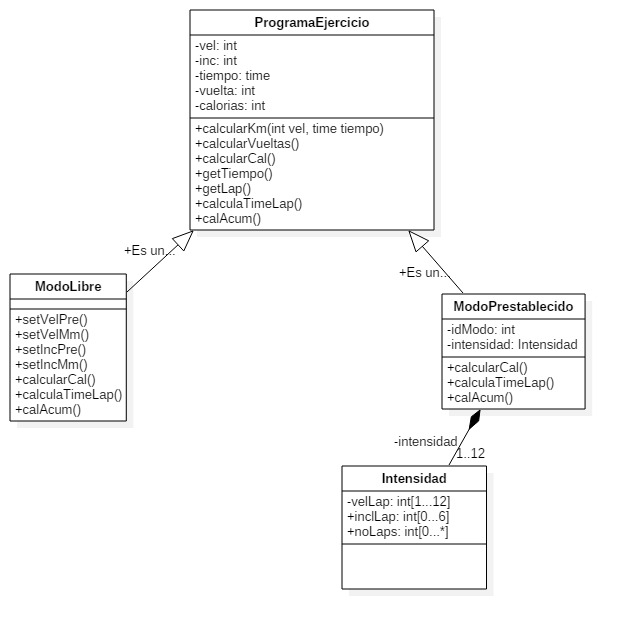 ProgramaEjercicio
-vel: int
-inc: int
-tiempo: time
-vuelta: int
-calorias: int
+calcularKm(int vel, time tiempo)
+calcularVueltas()
+calcularCal()
+getTiempo()
+getLap()
+calculaTimeLap()
+calAcum()
+Es un...
+Es un...
ModoLibre
+setVelPre()
+setVelMm()
+setIncPre()
+setIncMm()
+calcularCal()
+calculaTimeLap()
+calAcum()
ModoPrestablecido
-idModo: int
-intensidad: Intensidad
+calcularCal()
+calculaTimeLap()
+calAcum()
-intensidad
1..12
Intensidad
-velLap: int[1...12]
+inclLap: int[0...6]
+noLaps: int[0...*]